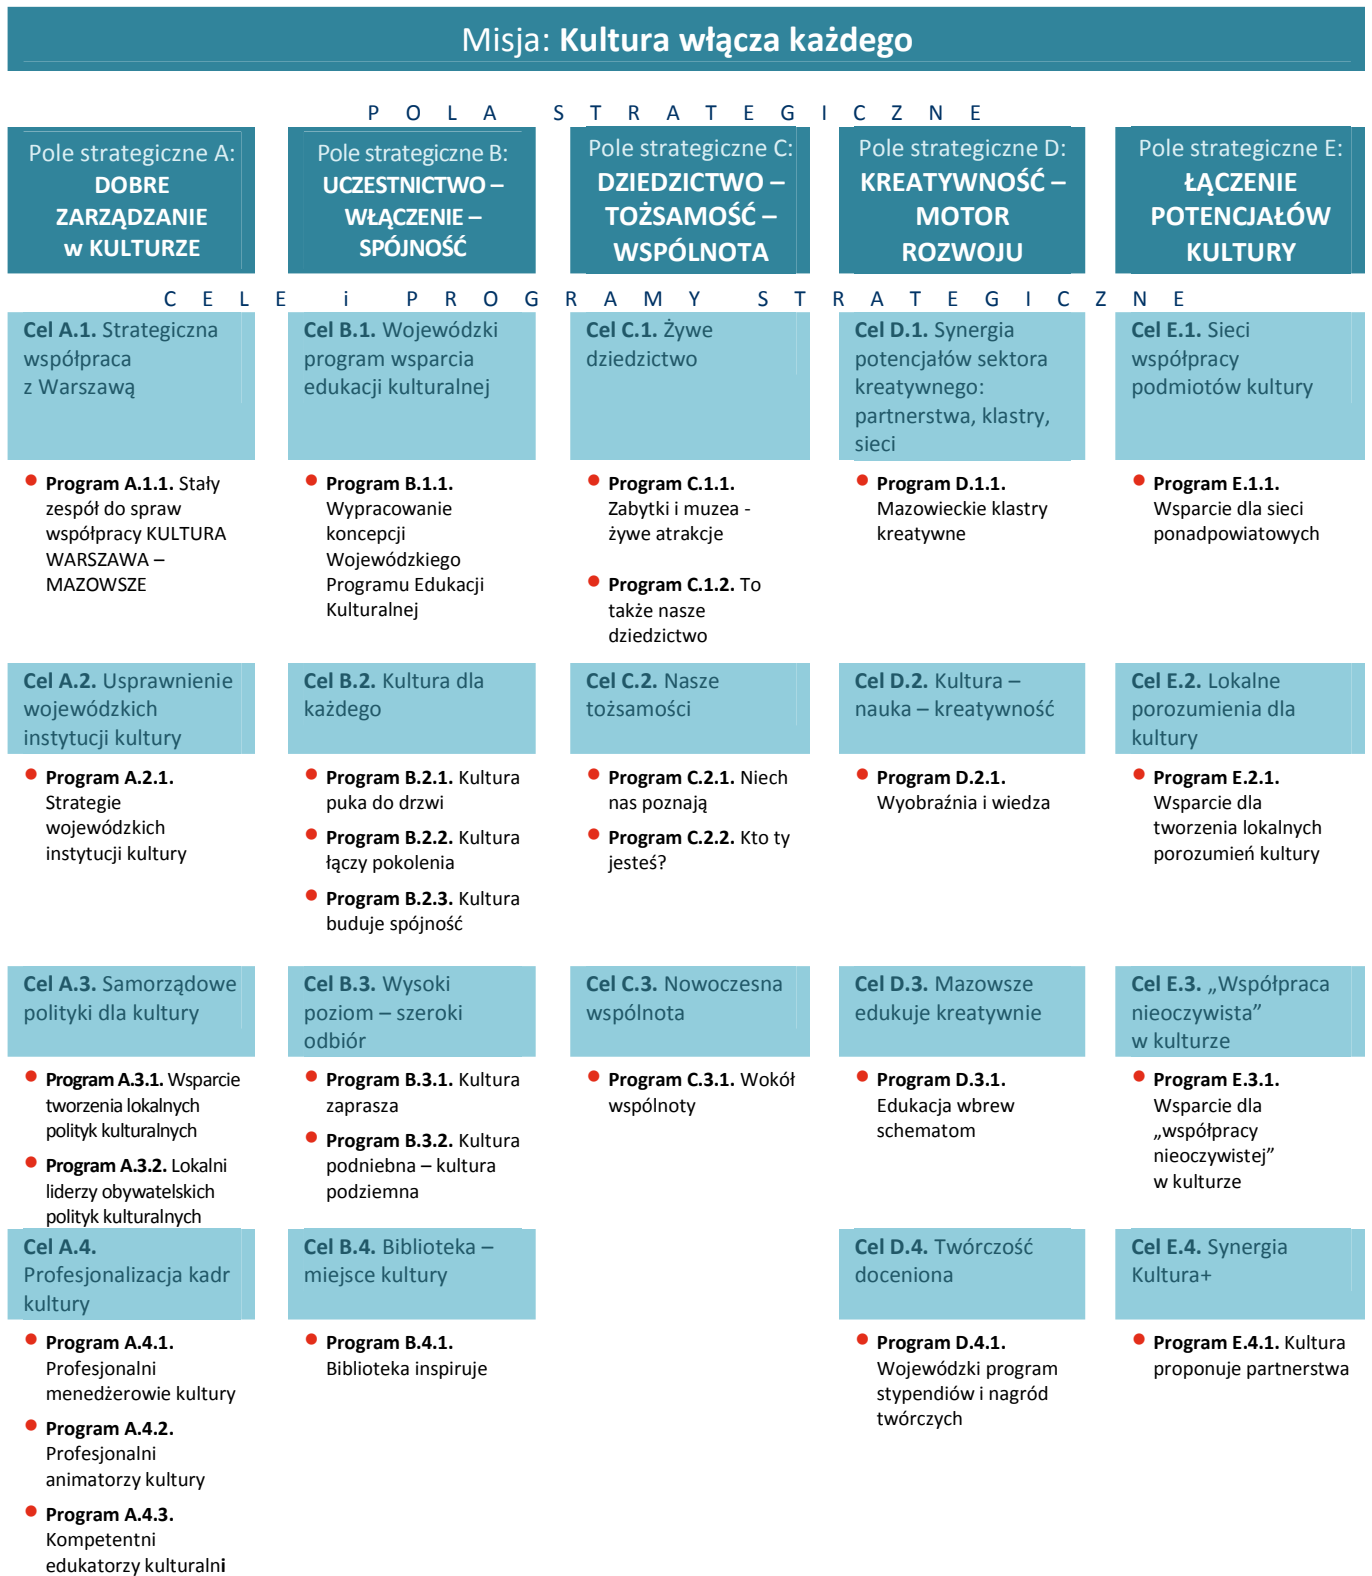 Misja: Kultura włącza każdego
POLA STRATEGICZNE
Pole strategiczne A:
DOBRE
ZARZĄDZANIE
w KULTURZE
Pole strategiczne B:
UCZESTNICTWO –
WŁĄCZENIE –
SPÓJNOŚĆ
Pole strategiczne C:
DZIEDZICTWO –
TOŻSAMOŚĆ –
WSPÓLNOTA
Pole strategiczne D:
KREATYWNOŚĆ –
MOTOR
ROZWOJU
Pole strategiczne E:
ŁĄCZENIE
POTENCJAŁÓW
KULTURY
CELE i PROGRAMY STRATEGICZNE
Cel A.1. Strategiczna
współpraca
z Warszawą
Cel B.1. Wojewódzki
program wsparcia
edukacji kulturalnej
Cel C.1. Żywe
dziedzictwo
Cel D.1. Synergia
potencjałów sektora
kreatywnego:
partnerstwa, klastry,
sieci
Cel E.1. Sieci
współpracy
podmiotów kultury
• Program A.1.1. Stały
zespół do spraw
współpracy KULTURA
WARSZAWA –
MAZOWSZE
• Program B.1.1.
Wypracowanie
koncepcji
Wojewódzkiego
Programu Edukacji
Kulturalnej
• Program C.1.1.
Zabytki i muzea -
żywe atrakcje
• Program C.1.2. To
także nasze
dziedzictwo
• Program D.1.1.
Mazowieckie klastry
kreatywne
• Program E.1.1.
Wsparcie dla sieci
ponadpowiatowych
Cel A.2. Usprawnienie
wojewódzkich
instytucji kultury
Cel B.2. Kultura dla
każdego
Cel C.2. Nasze
tożsamości
Cel D.2. Kultura –
nauka – kreatywność
Cel E.2. Lokalne
porozumienia dla
kultury
• Program A.2.1.
Strategie
wojewódzkich
instytucji kultury
• Program B.2.1. Kultura
puka do drzwi
• Program B.2.2. Kultura
łączy pokolenia
• Program B.2.3. Kultura
buduje spójność
• Program C.2.1. Niech
nas poznają
• Program C.2.2. Kto ty
jesteś?
• Program D.2.1.
Wyobraźnia i wiedza
• Program E.2.1.
Wsparcie dla
tworzenia lokalnych
porozumień kultury
Cel A.3. Samorządowe
polityki dla kultury
Cel B.3. Wysoki
poziom – szeroki
odbiór
Cel C.3. Nowoczesna
wspólnota
Cel D.3. Mazowsze
edukuje kreatywnie
Cel E.3. „Współpraca
nieoczywista”
w kulturze
• Program A.3.1. Wsparcie
tworzenia lokalnych
polityk kulturalnych
• Program A.3.2. Lokalni
liderzy obywatelskich
polityk kulturalnych
• Program B.3.1. Kultura
zaprasza
• Program B.3.2. Kultura
podniebna – kultura
podziemna
• Program C.3.1. Wokół
wspólnoty
• Program D.3.1.
Edukacja wbrew
schematom
• Program E.3.1.
Wsparcie dla
„współpracy
nieoczywistej”
w kulturze
Cel A.4.
Profesjonalizacja kadr
kultury
Cel B.4. Biblioteka –
miejsce kultury
Cel D.4. Twórczość
doceniona
Cel E.4. Synergia
Kultura+
• Program A.4.1.
Profesjonalni
menedżerowie kultury
• Program A.4.2.
Profesjonalni
animatorzy kultury
• Program A.4.3.
Kompetentni
edukatorzy kulturalni
• Program B.4.1.
Biblioteka inspiruje
• Program D.4.1.
Wojewódzki program
stypendiów i nagród
twórczych
• Program E.4.1. Kultura
proponuje partnerstwa